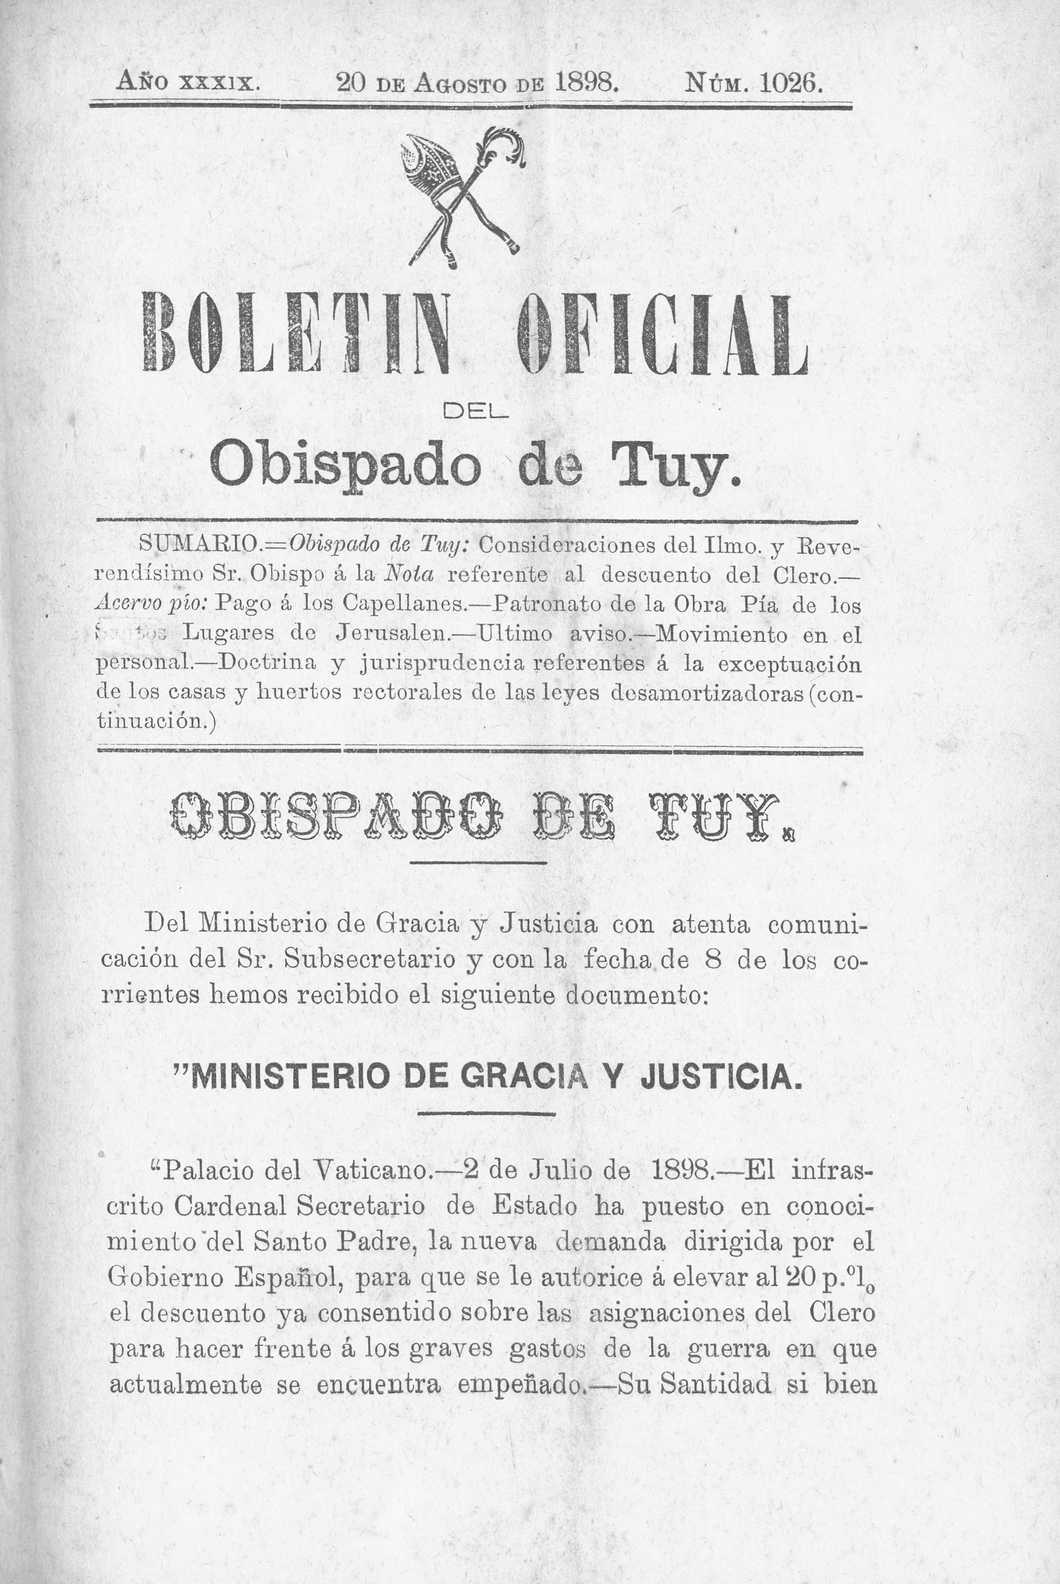 AÑO XXXIX. 20 DE AGOSTO DE 1898. NÚM. 1026.
BOLETIN OFICIAL
DEL
Obispado de Tuy.
SUMARIO.=Obispado de Tuy: Consideraciones del Ilmo. y Reve-
rendísimo Sr. Obispo á la Nota referente al descuento del Clero.—
Acervo pío: Pago á los Capellanes.—Patronato de la Obra Pía de los
Lugares de Jerusalen.—Ultimo aviso.—Movimiento en el
personal.—Doctrina y jurisprudencia referentes á la exceptuación
de los casas y huertos rectorales de las leyes desamortizadoras (con-
tinuación.)
OBISPADO DE TUY.
Del Ministerio de Gracia y Justicia con atenta comuni-
cación del Sr. Subsecretario y con la fecha de 8 de los co-
rrientes hemos recibido el siguiente documento:
”MINISTERIO DE GRACIA Y JUSTICIA.
“Palacio del Vaticano.—2 de Julio de 1898.—El infras-
crito Cardenal Secretario de Estado ha puesto en conoci-
miento del Santo Padre, la nueva demanda dirigida por el
Gobierno Español, para que se le autorice á elevar al 20 p.º|₀
el descuento ya consentido sobre las asignaciones del Clero
para hacer frente á los graves gastos de la guerra en que
actualmente se encuentra empeñado.—Su Santidad si bien